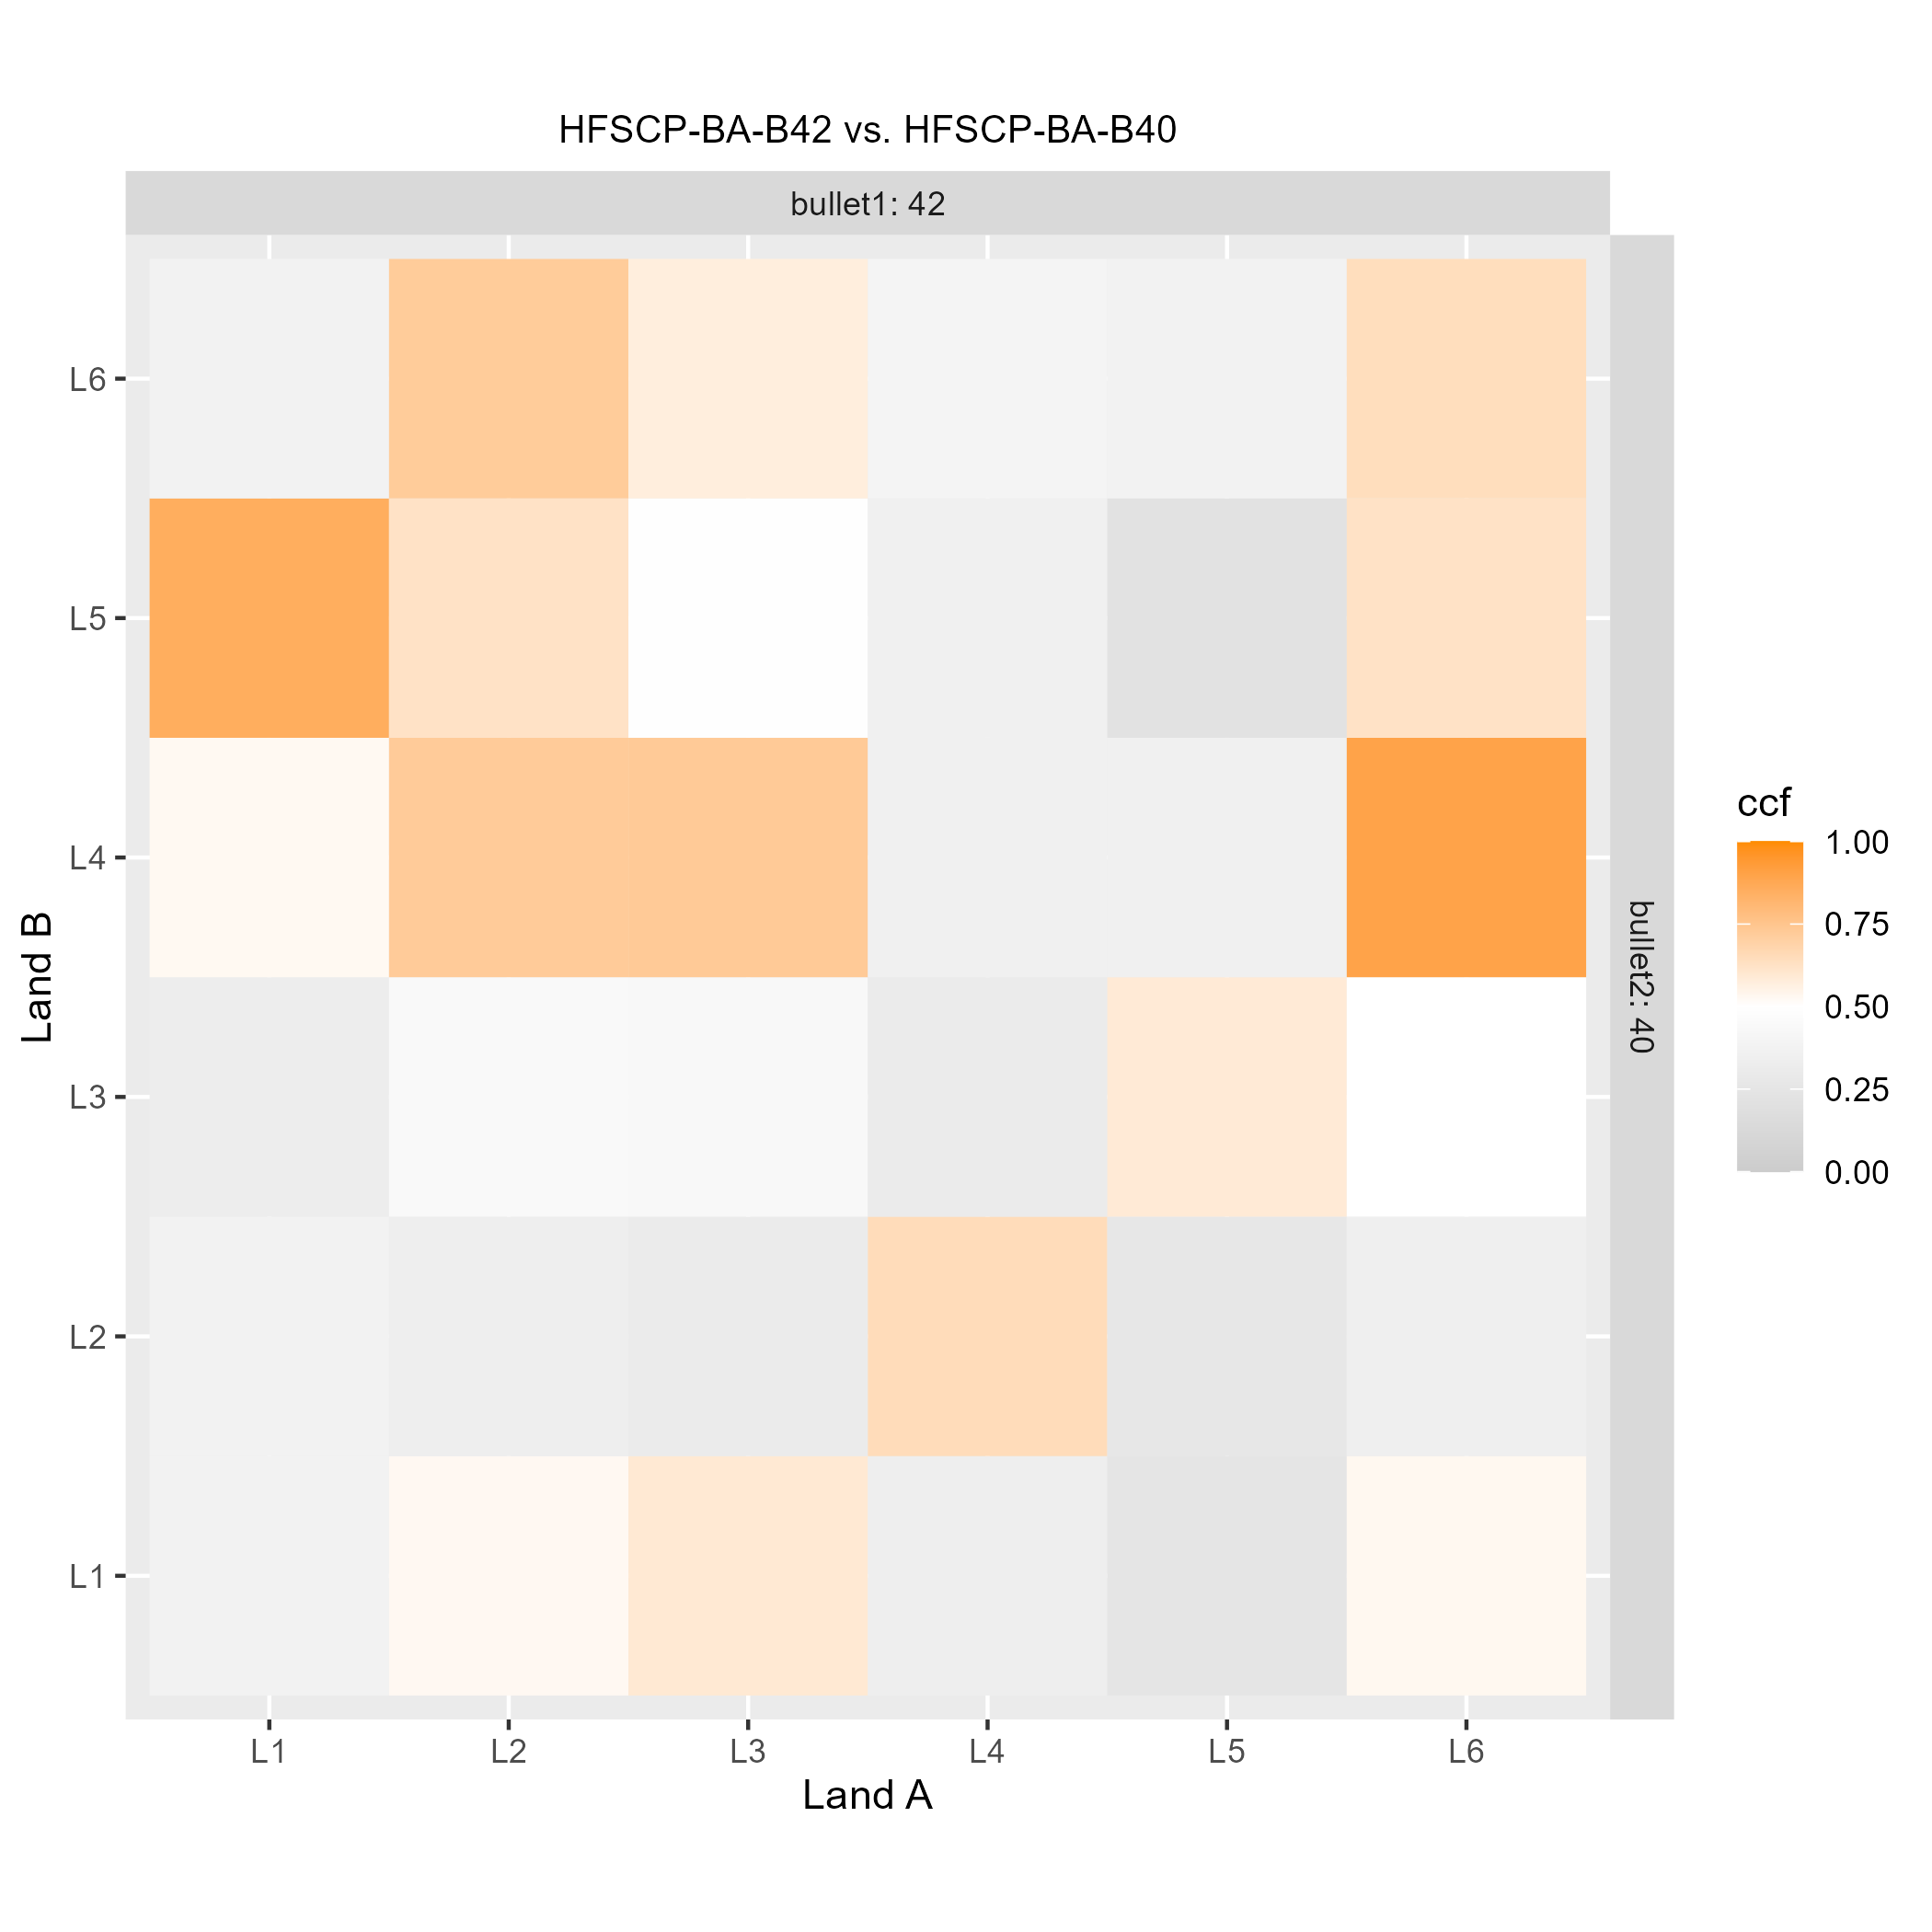 HFSCP-BA-B42 vs. HFSCP-BA-B40
bullet1: 42
L6
L5
L4
L3
L2
L1
Land B
bullet2: 40
L1 L2 L3 L4 L5 L6
Land A
ccf
1.00
0.75
0.50
0.25
0.00